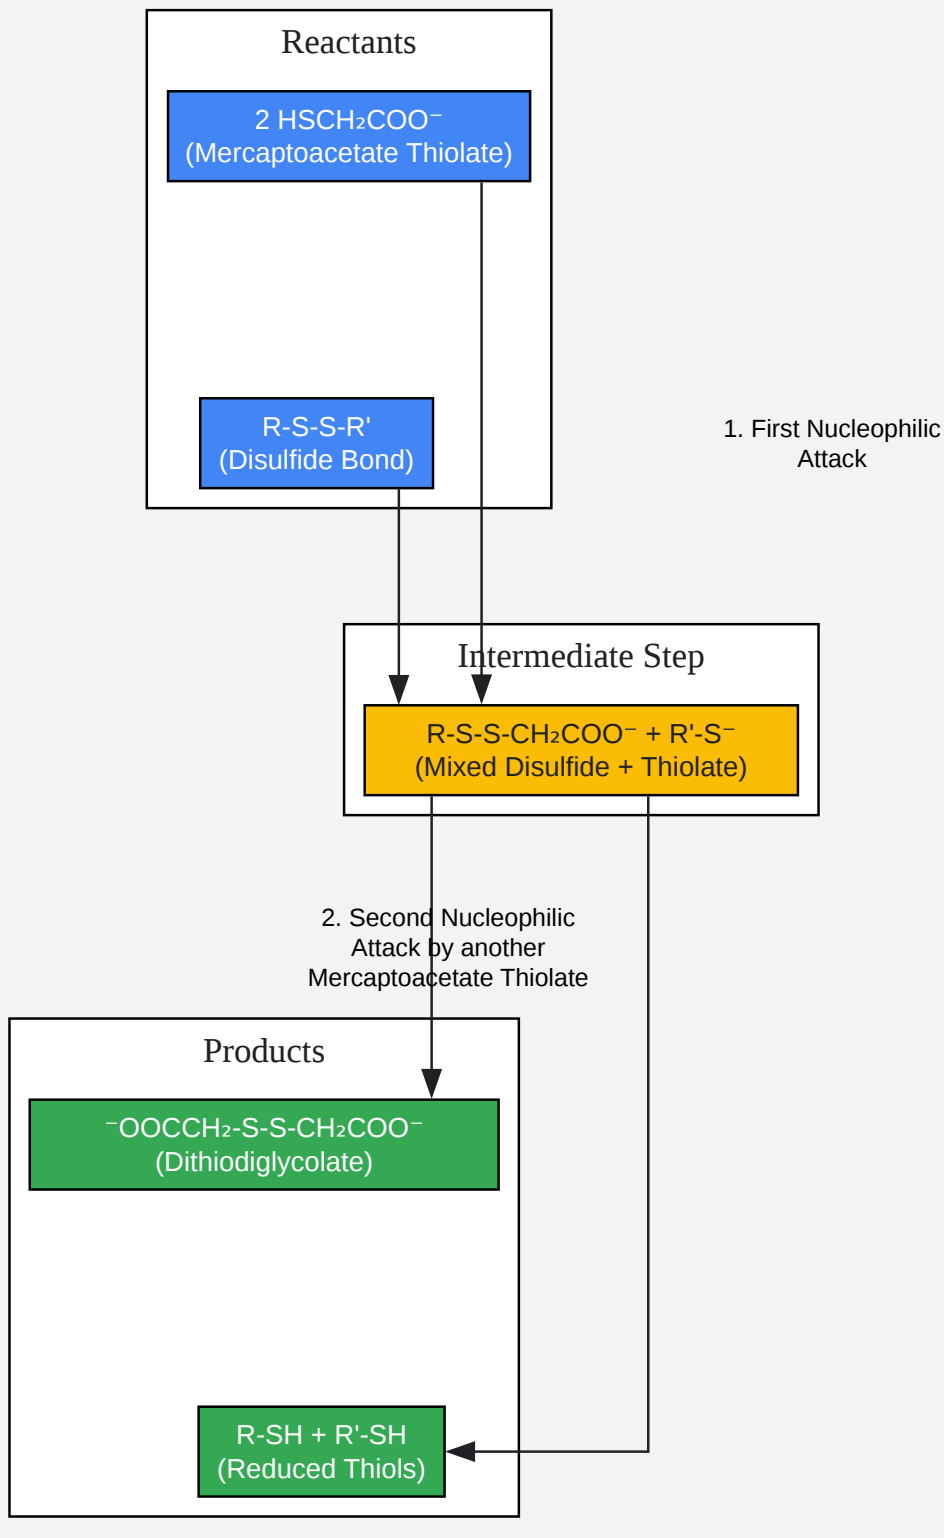 Reactants
2 HSCH₂COO⁻
(Mercaptoacetate Thiolate)
R-S-S-R'
(Disulfide Bond)
1. First Nucleophilic
Attack
Intermediate Step
R-S-S-CH₂COO⁻ + R'-S⁻
(Mixed Disulfide + Thiolate)
2. Second Nucleophilic
Attack by another
Mercaptoacetate Thiolate
Products
⁻OOCCH₂-S-S-CH₂COO⁻
(Dithiodiglycolate)
R-SH + R'-SH
(Reduced Thiols)